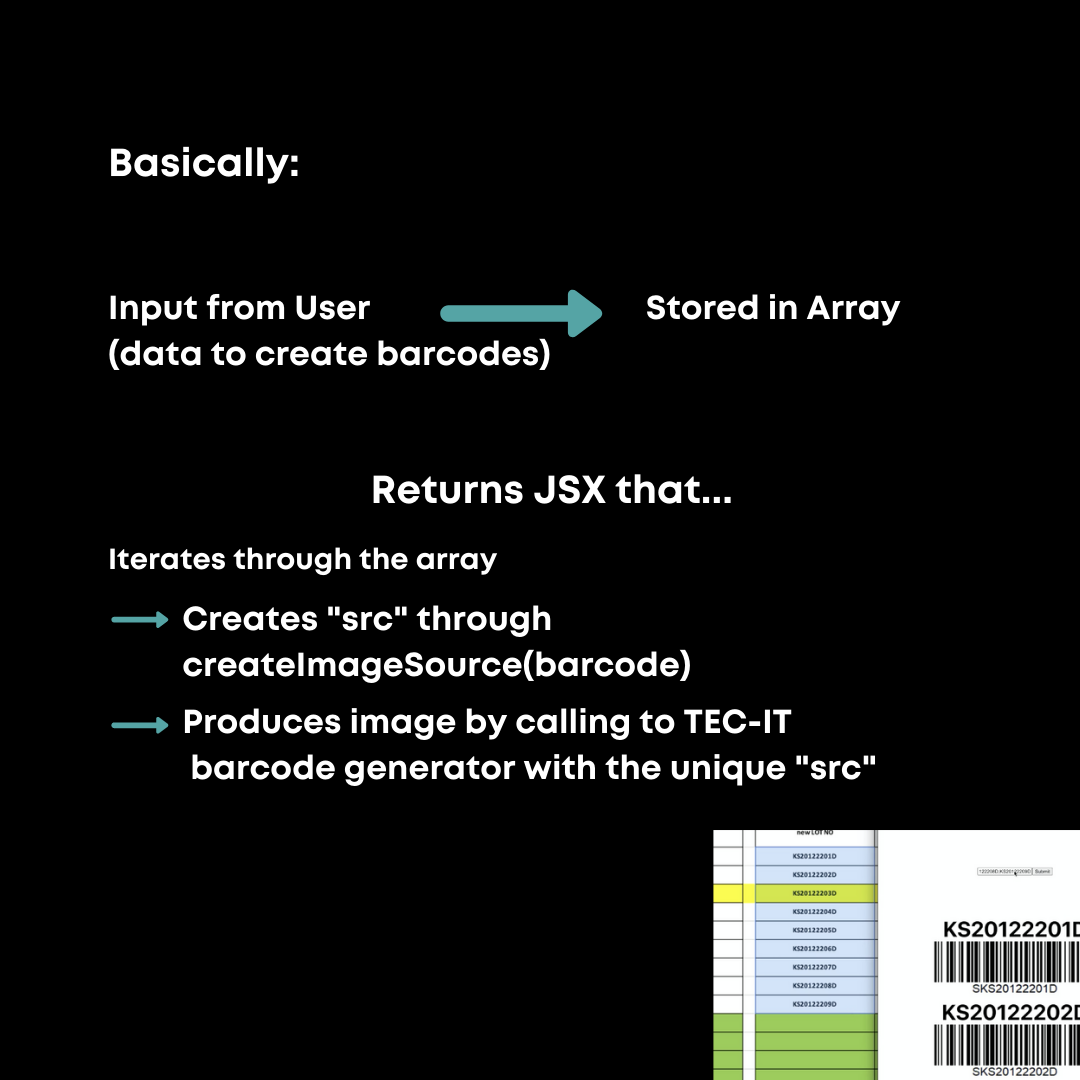 Basically:
Input from User
(data to create barcodes)
Stored in Array
Returns JSX that...
Iterates through the array
Creates "src" through
createImageSource(barcode)
Produces image by calling to TEC-IT
barcode generator with the unique "src"
new LOT NO
KS20122201D
KS20122202D
KS20122203D
KS20122204D
KS20122205D
KS20122206D
KS20122207D
KS20122208D
KS20122209D
Submit
KS20122201D
SKS20122201D
KS20122202D
SKS20122202D